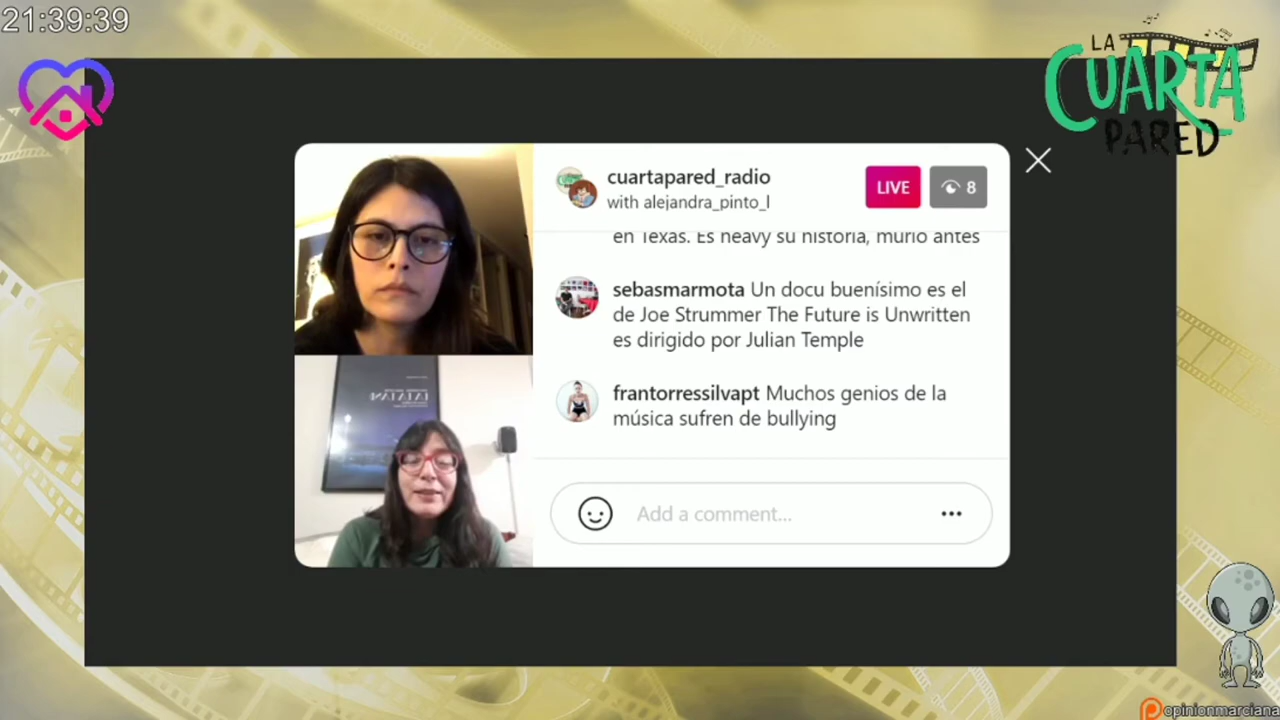 21:39:39
LA
CUARTA
PARED
cuartapared_radio
with alejandra_pinto_l
LIVE
8
en Texas. Es heavy su historia, murió antes
sebasmarmota Un docu buenísimo es el
de Joe Strummer The Future is Unwritten
es dirigido por Julian Temple
frantorressilvapt Muchos genios de la
música sufren de bullying
Add a comment...
opinionmarciana